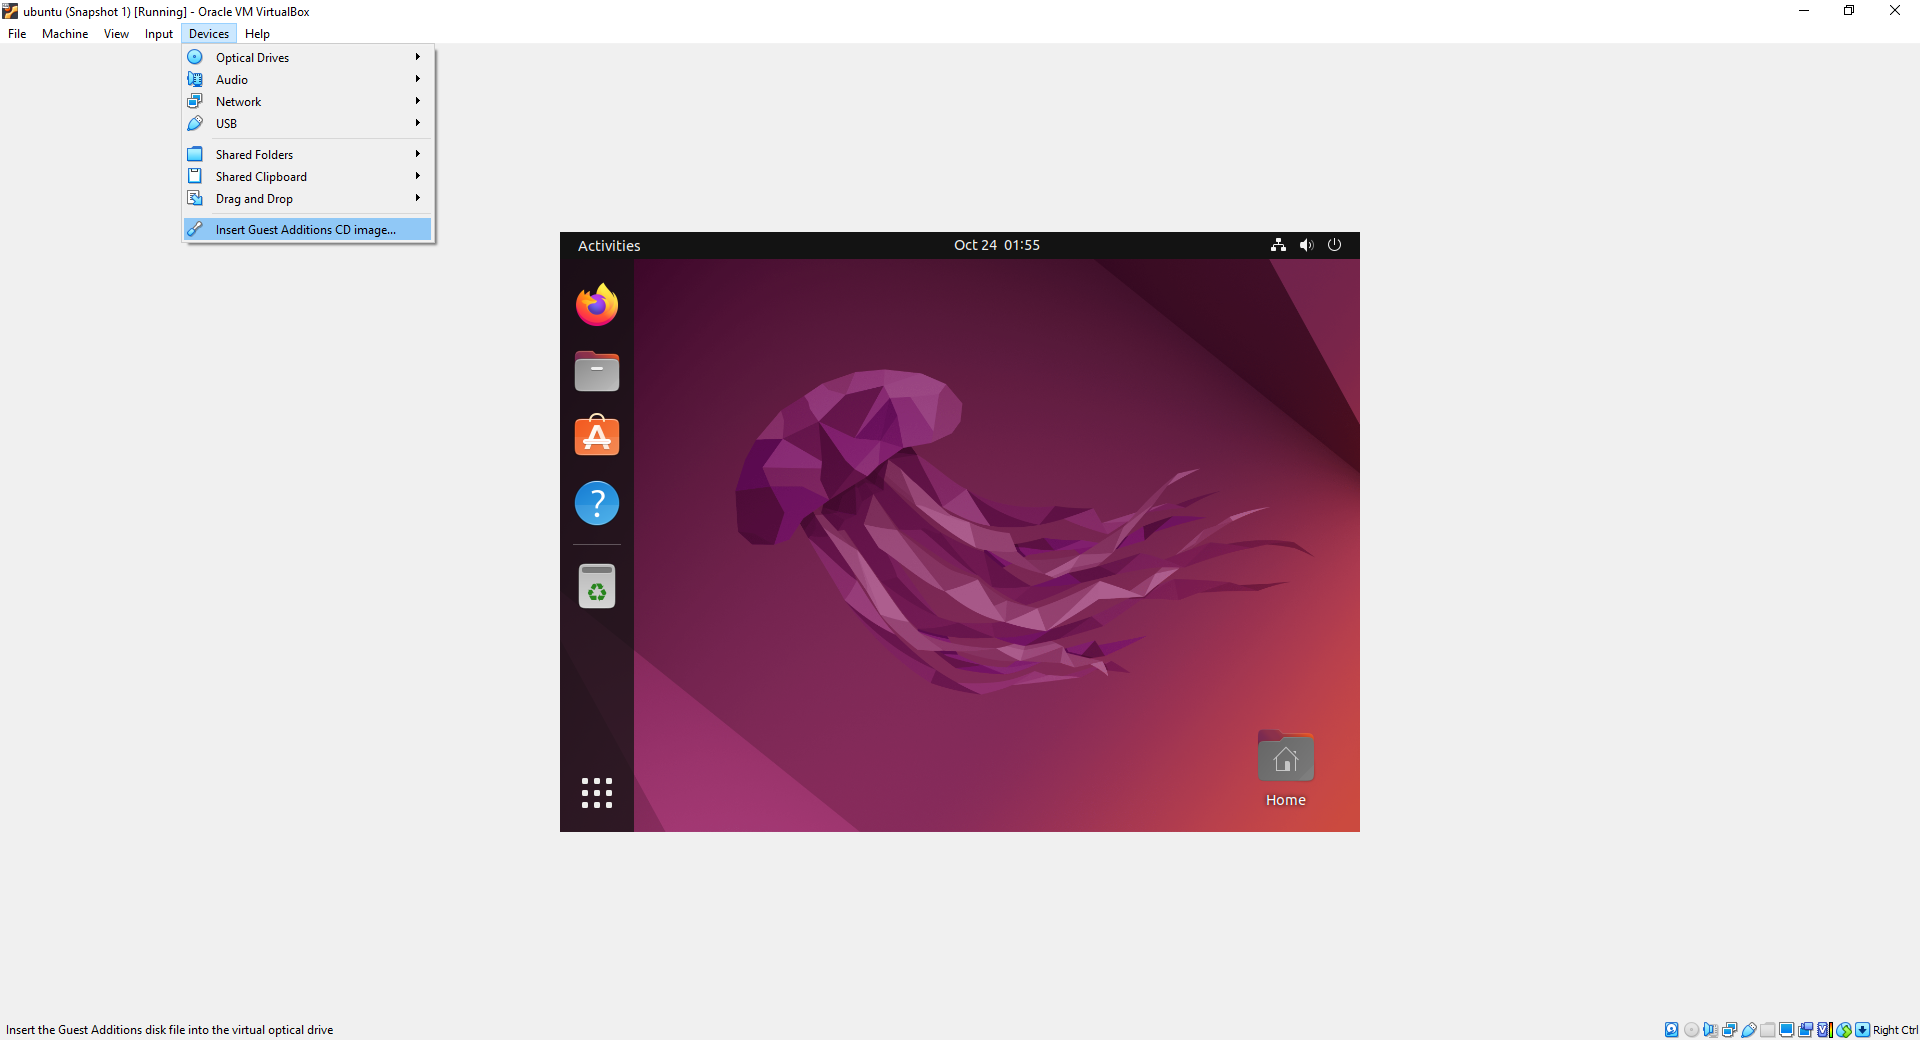 ubuntu (Snapshot 1) [Running] - Oracle VM VirtualBox
File Machine View Input Devices Help
Optical Drives
Audio
Network
USB
Shared Folders
Shared Clipboard
Drag and Drop
Insert Guest Additions CD image...
Activities Oct 24 01:55
Home
Insert the Guest Additions disk file into the virtual optical drive
Right Ctrl